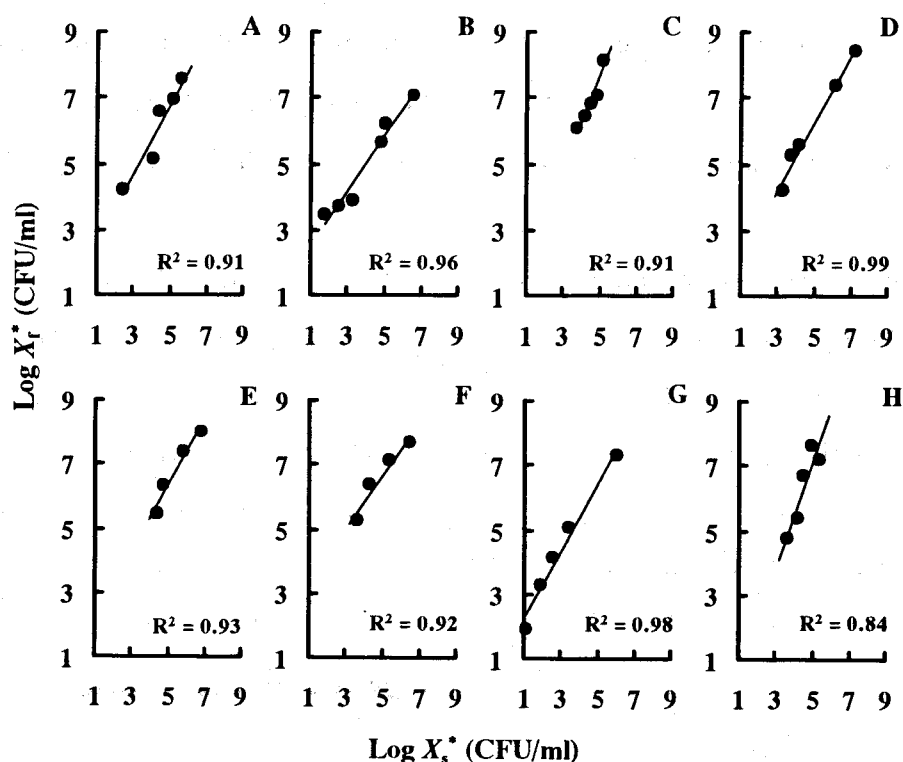 A
B
C
D
9
7
5
3
1
R² = 0.91
1 3 5 7 9
9
7
5
3
1
R² = 0.96
1 3 5 7 9
9
7
5
3
1
R² = 0.91
1 3 5 7 9
9
7
5
3
1
R² = 0.99
1 3 5 7 9
Log X_f* (CFU/ml)
E
F
G
H
9
7
5
3
1
R² = 0.93
1 3 5 7 9
9
7
5
3
1
R² = 0.92
1 3 5 7 9
9
7
5
3
1
R² = 0.98
1 3 5 7 9
9
7
5
3
1
R² = 0.84
1 3 5 7 9
Log X_s* (CFU/ml)